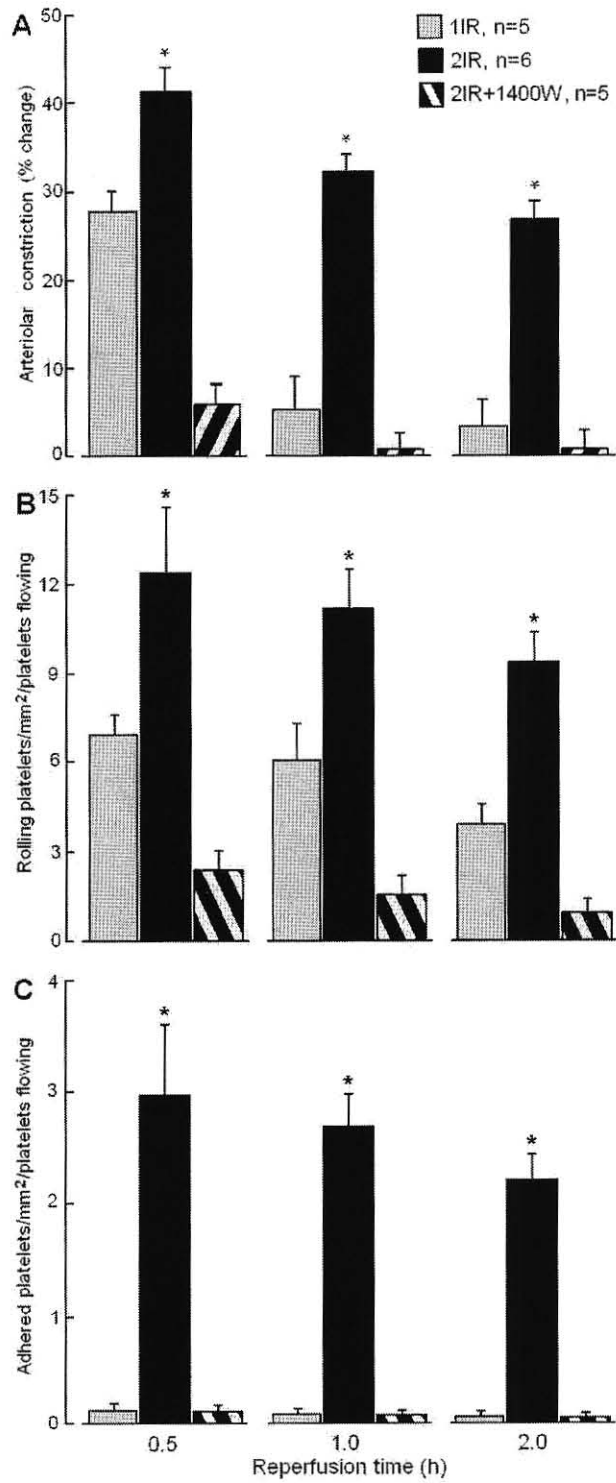 A
1IR, n=5
2IR, n=6
2IR+1400W, n=5
Arteriolar constriction (% change)
50
40
30
20
10
0
*
*
*
B
Rolling platelets/mm²/platelets flowing
15
12
9
6
3
0
*
*
*
C
Adhered platelets/mm²/platelets flowing
4
3
2
1
0
*
*
*
0.5
1.0
2.0
Reperfusion time (h)